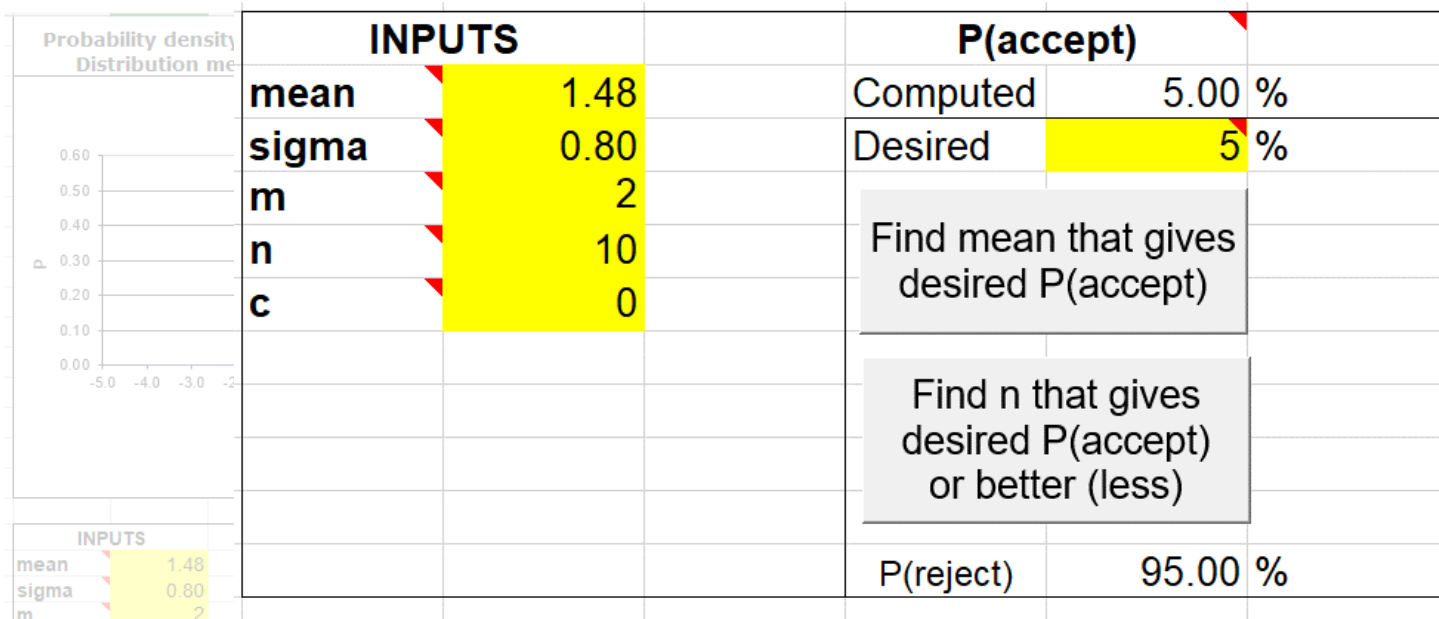 Probability density
Distribution me
0.60
0.50
0.40
0.30
0.20
0.10
0.00
P
-5.0 -4.0 -3.0 -2
INPUTS
mean 1.48
sigma 0.80
m 2
INPUTS
mean 1.48
sigma 0.80
m 2
n 10
c 0
P(accept)
Computed 5.00 %
Desired 5 %
Find mean that gives
desired P(accept)
Find n that gives
desired P(accept)
or better (less)
P(reject) 95.00 %